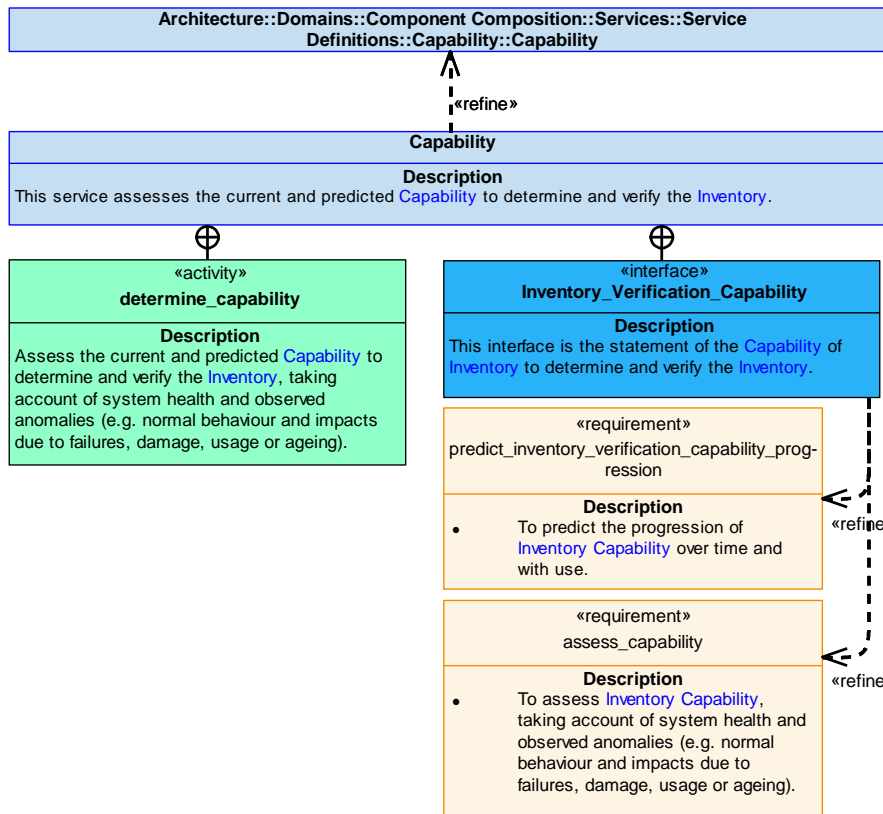 Architecture::Domains::Component Composition::Services::Service
Definitions::Capability::Capability
«refine»
Capability
Description
This service assesses the current and predicted Capability to determine and verify the Inventory.
«activity»
determine_capability
Description
Assess the current and predicted Capability to
determine and verify the Inventory, taking
account of system health and observed
anomalies (e.g. normal behaviour and impacts
due to failures, damage, usage or ageing).
«interface»
Inventory_Verification_Capability
Description
This interface is the statement of the Capability of
Inventory to determine and verify the Inventory.
«requirement»
predict_inventory_verification_capability_prog-
ression
Description
• To predict the progression of
Inventory Capability over time and
with use.
«refine
«requirement»
assess_capability
Description
• To assess Inventory Capability,
taking account of system health and
observed anomalies (e.g. normal
behaviour and impacts due to
failures, damage, usage or ageing).
«refine